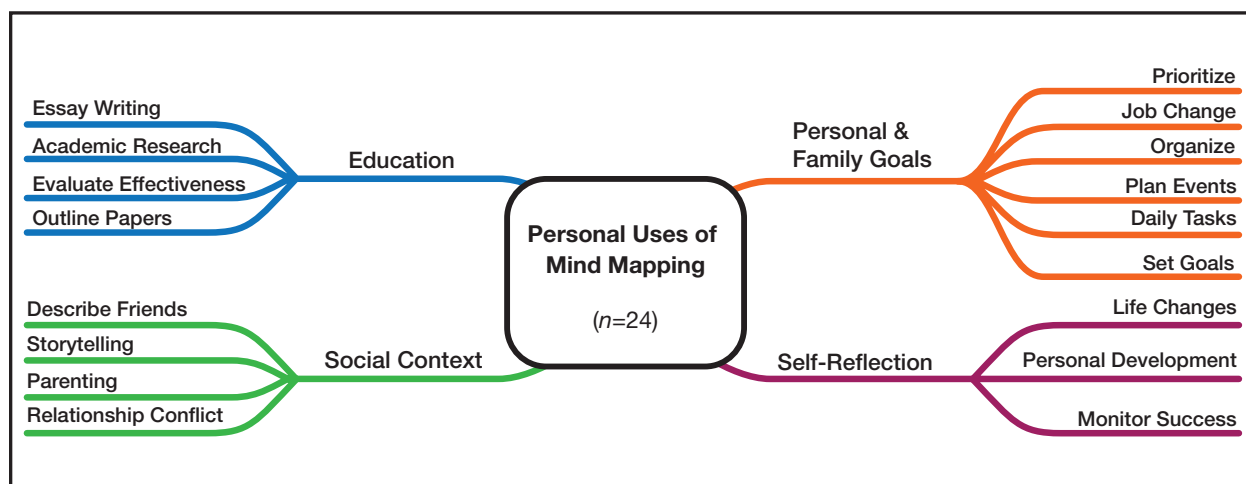 Personal Uses of
Mind Mapping
(n=24)
Education
Essay Writing
Academic Research
Evaluate Effectiveness
Outline Papers
Social Context
Describe Friends
Storytelling
Parenting
Relationship Conflict
Personal &
Family Goals
Prioritize
Job Change
Organize
Plan Events
Daily Tasks
Set Goals
Self-Reflection
Life Changes
Personal Development
Monitor Success